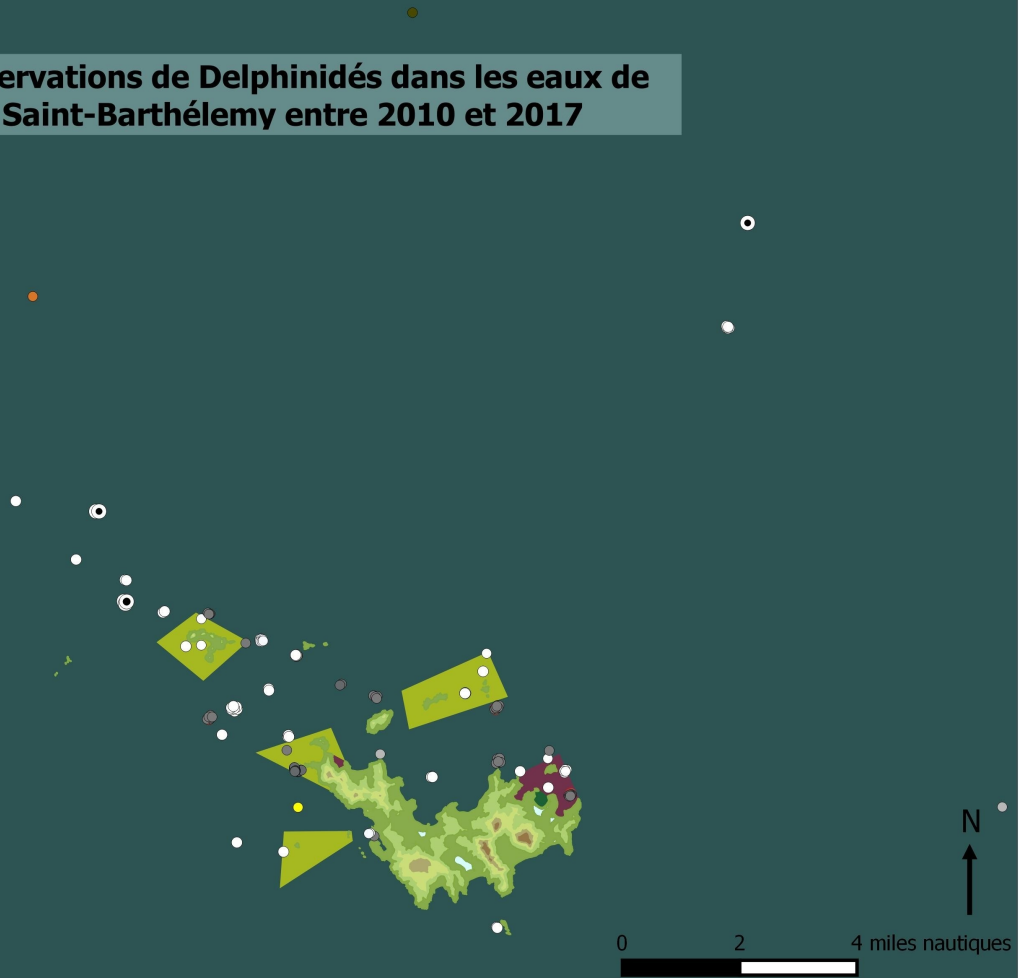 ervations de Delphinidés dans les eaux de
Saint-Barthélemy entre 2010 et 2017
N
0 2 4 miles nautiques